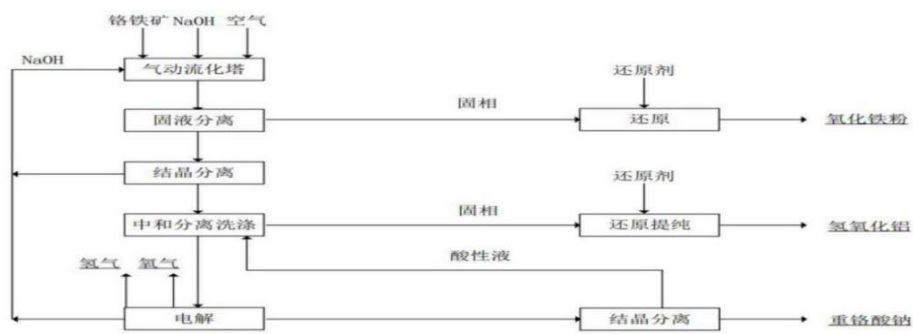 铬铁矿 NaOH 空气
NaOH
气动流化塔
还原剂
固液分离
固相
还原
氧化铁粉
结晶分离
还原剂
中和分离洗涤
固相
还原提纯
氢氧化铝
氢气 氧气
酸性液
电解
结晶分离
重铬酸钠